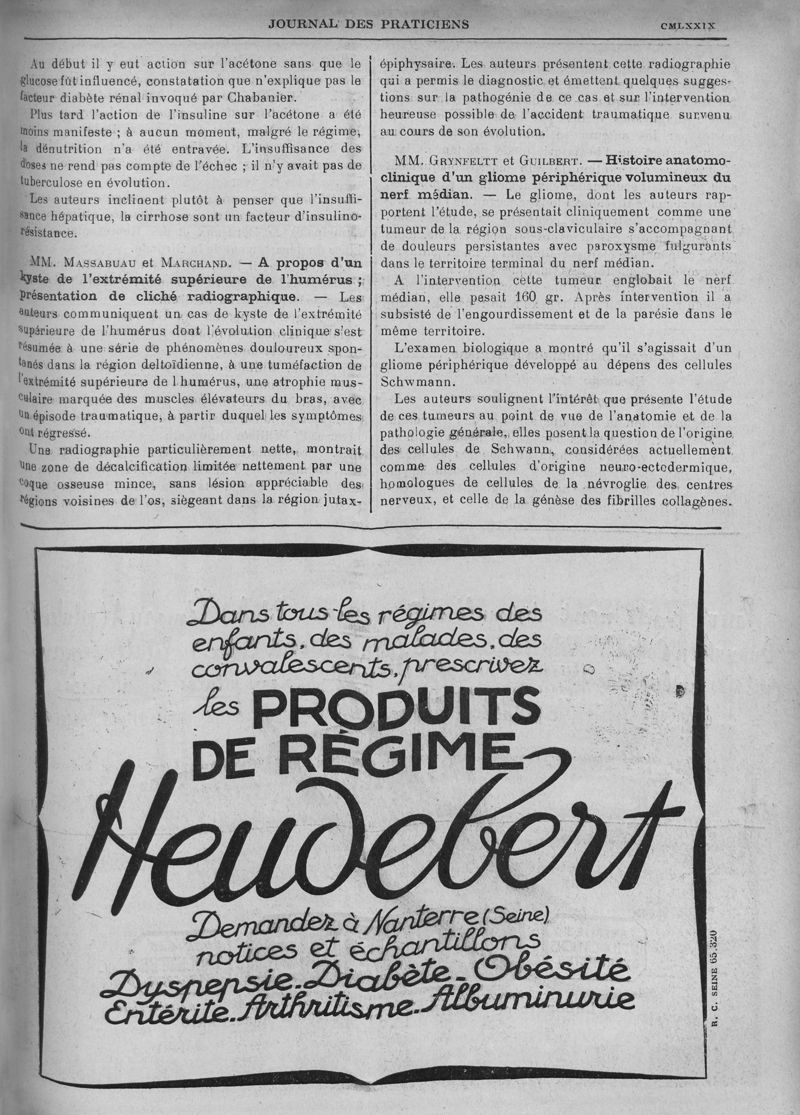 JOURNAL DES PRATICIENS
CMLXXIX
Au début il y eut action sur l'acétone sans que le
glucose fût influencé, constatation que n'explique pas le
facteur diabète rénal invoqué par Chabanier.
Plus tard l'action de l'insuline sur l'acétone a été
moins manifeste ; à aucun moment, malgré le régime,
la dénutrition n'a été entravée. L'insuffisance des
doses ne rend pas compte de l'échec ; il n'y avait pas de
tuberculose en évolution.
Les auteurs inclinent plutôt à penser que l'insuffi-
sance hépatique, la cirrhose sont un facteur d'insulino-
résistance.
MM. MASSABUAU et MARCHAND. — A propos d'un
kyste de l'extrémité supérieure de l'humérus ;
présentation de cliché radiographique. — Les
auteurs communiquent un cas de kyste de l'extrémité
supérieure de l'humérus dont l'évolution clinique s'est
résumée à une série de phénomènes douloureux spon-
tanés dans la région deltoïdienne, à une tuméfaction de
l'extrémité supérieure de l humérus, une atrophie mus-
culaire marquée des muscles élévateurs du bras, avec
un épisode traumatique, à partir duquel les symptômes
ont régressé.
Une radiographie particulièrement nette, montrait
une zone de décalcification limitée nettement par une
coque osseuse mince, sans lésion appréciable des
régions voisines de l'os, siégeant dans la région jutax-
épiphysaire. Les auteurs présentent cette radiographie
qui a permis le diagnostic et émettent quelques sugges-
tions sur la pathogénie de ce cas et sur l'intervention
heureuse possible de l'accident traumatique survenu
au cours de son évolution.
MM. GRYNFELTT et GUILBERT. — Histoire anatomo-
clinique d'un gliome périphérique volumineux du
nerf médian. — Le gliome, dont les auteurs rap-
portent l'étude, se présentait cliniquement comme une
tumeur de la région sous-claviculaire s'accompagnant
de douleurs persistantes avec paroxysme fulgurants
dans le territoire terminal du nerf médian.
A l'intervention cette tumeur englobait le nerf
médian, elle pesait 160 gr. Après intervention il a
subsisté de l'engourdissement et de la parésie dans le
même territoire.
L'examen biologique a montré qu'il s'agissait d'un
gliome périphérique développé au dépens des cellules
Schwmann.
Les auteurs soulignent l'intérêt que présente l'étude
de ces tumeurs au point de vue de l'anatomie et de la
pathologie générale, elles posent la question de l'origine
des cellules de Schwann, considérées actuellement
comme des cellules d'origine neuro-ectodermique,
homologues de cellules de la névroglie des centres
nerveux, et celle de la génèse des fibrilles collagènes.
Dans tous les régimes des
enfants, des malades, des
convalescents, prescrivez
les PRODUITS
DE RÉGIME
Heudebert
Demandez à Nanterre (Seine)
notices et échantillons
Dyspepsie - Diabète - Obésité
Entérite - Arthritisme - Albuminurie
R. C. SEINE 65.320